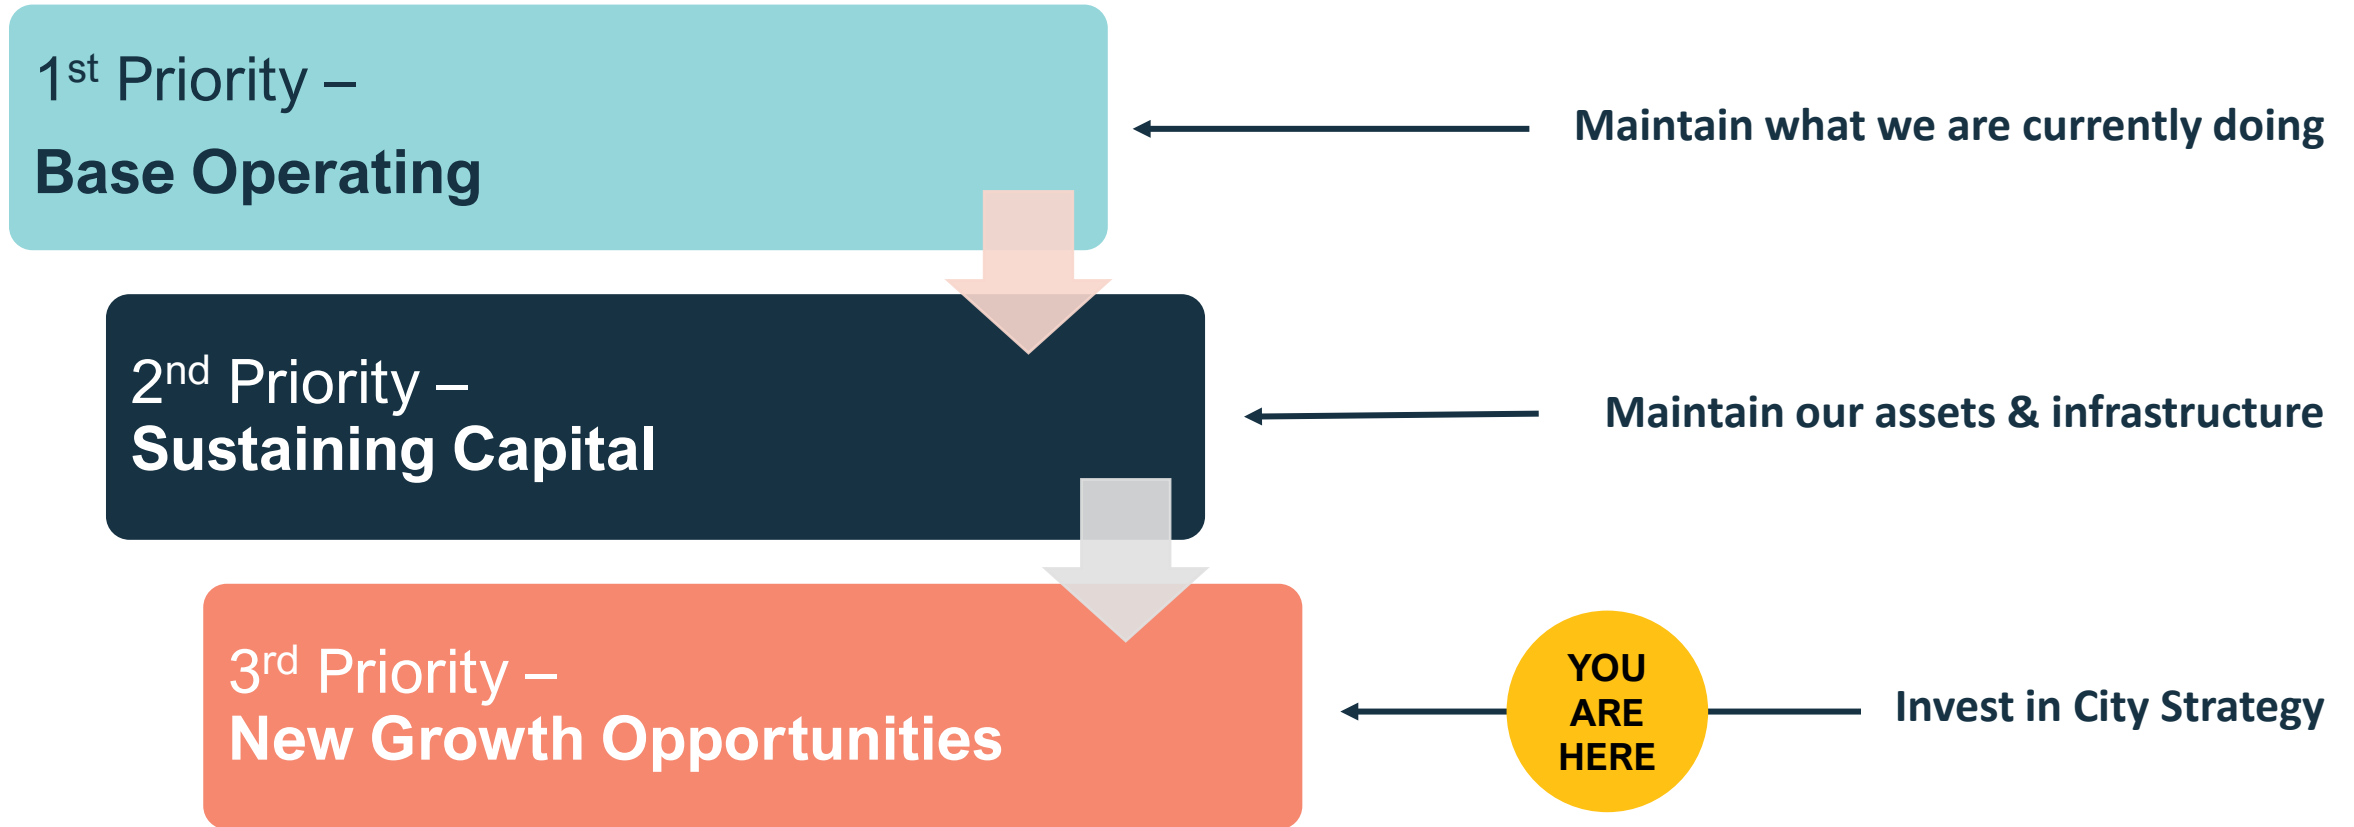 1st Priority –
Base Operating
Maintain what we are currently doing
2nd Priority –
Sustaining Capital
Maintain our assets & infrastructure
3rd Priority –
New Growth Opportunities
YOU
ARE
HERE
Invest in City Strategy